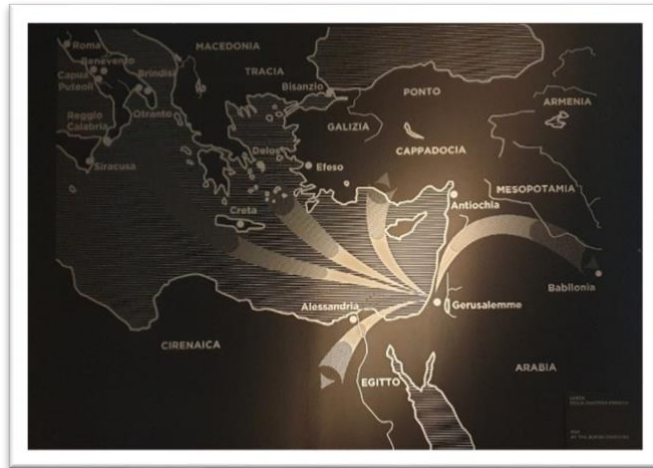 Roma
MACEDONIA
Benevento
Capua
Puteoli
Brindisi
TRACIA
Bisanzio
PONTO
ARMENIA
Reggio
Calabria
Otranto
GALIZIA
Delos
CAPPADOCIA
Siracusa
Efeso
MESOPOTAMIA
Creta
Antiochia
Babilonia
Alessandria
Gerusalemme
CIRENAICA
ARABIA
EGITTO